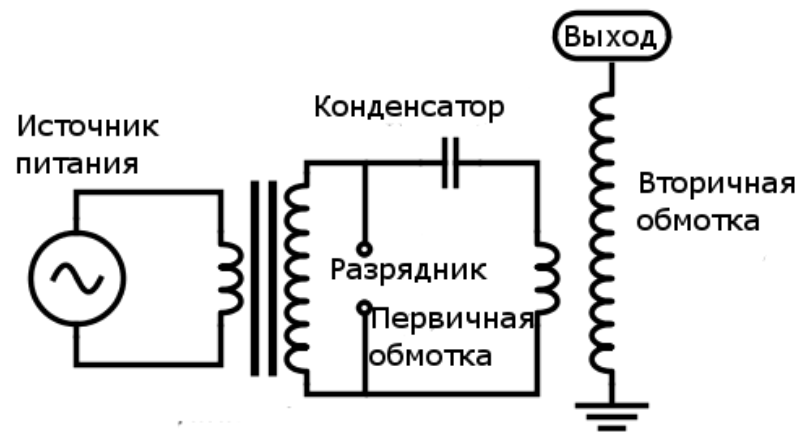 Выход
Конденсатор
Источник
питания
Вторичная
обмотка
Разрядник
Первичная
обмотка